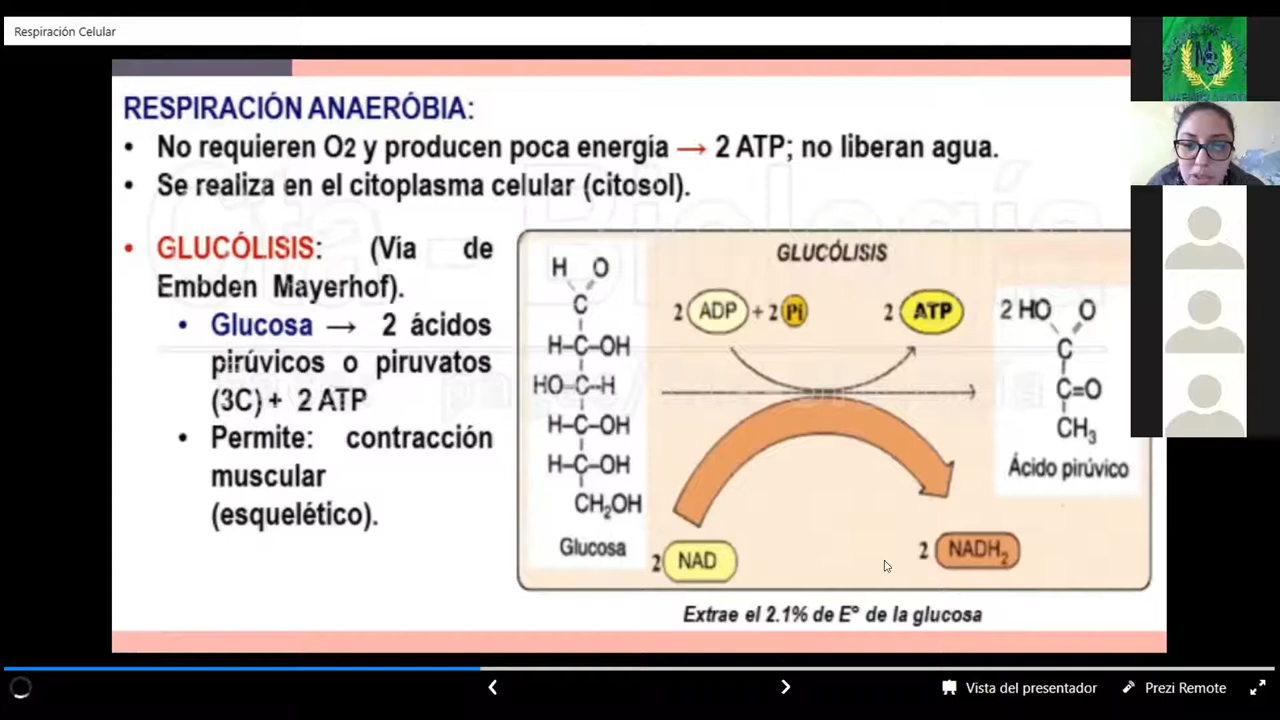 Respiración Celular
RESPIRACIÓN ANAERÓBIA:
• No requieren O2 y producen poca energía → 2 ATP; no liberan agua.
• Se realiza en el citoplasma celular (citosol).
• GLUCÓLISIS: (Vía de
Embden Mayerhof).
• Glucosa → 2 ácidos
pirúvicos o piruvatos
(3C) + 2 ATP
• Permite: contracción
muscular
(esquelético).
GLUCÓLISIS
H O
C
H-C-OH
HO-C-H
H-C-OH
H-C-OH
CH2OH
Glucosa
2 ADP + 2 Pi
2 ATP
2 NAD
2 NADH2
2 HO O
C
C=O
CH3
Ácido pirúvico
Extrae el 2.1% de E° de la glucosa
Vista del presentador
Prezi Remote